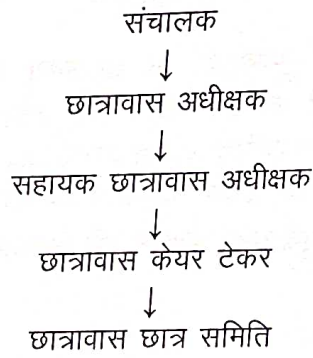 संचालक
↓
छात्रावास अधीक्षक
↓
सहायक छात्रावास अधीक्षक
↓
छात्रावास केयर टेकर
↓
छात्रावास छात्र समिति